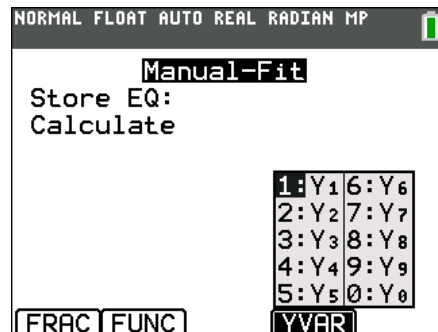 NORMAL FLOAT AUTO REAL RADIAN MP
Manual-Fit
Store EQ:
Calculate
1:Y₁ 6:Y₆
2:Y₂ 7:Y₇
3:Y₃ 8:Y₈
4:Y₄ 9:Y₉
5:Y₅ 0:Y₀
FRAC FUNC YVAR